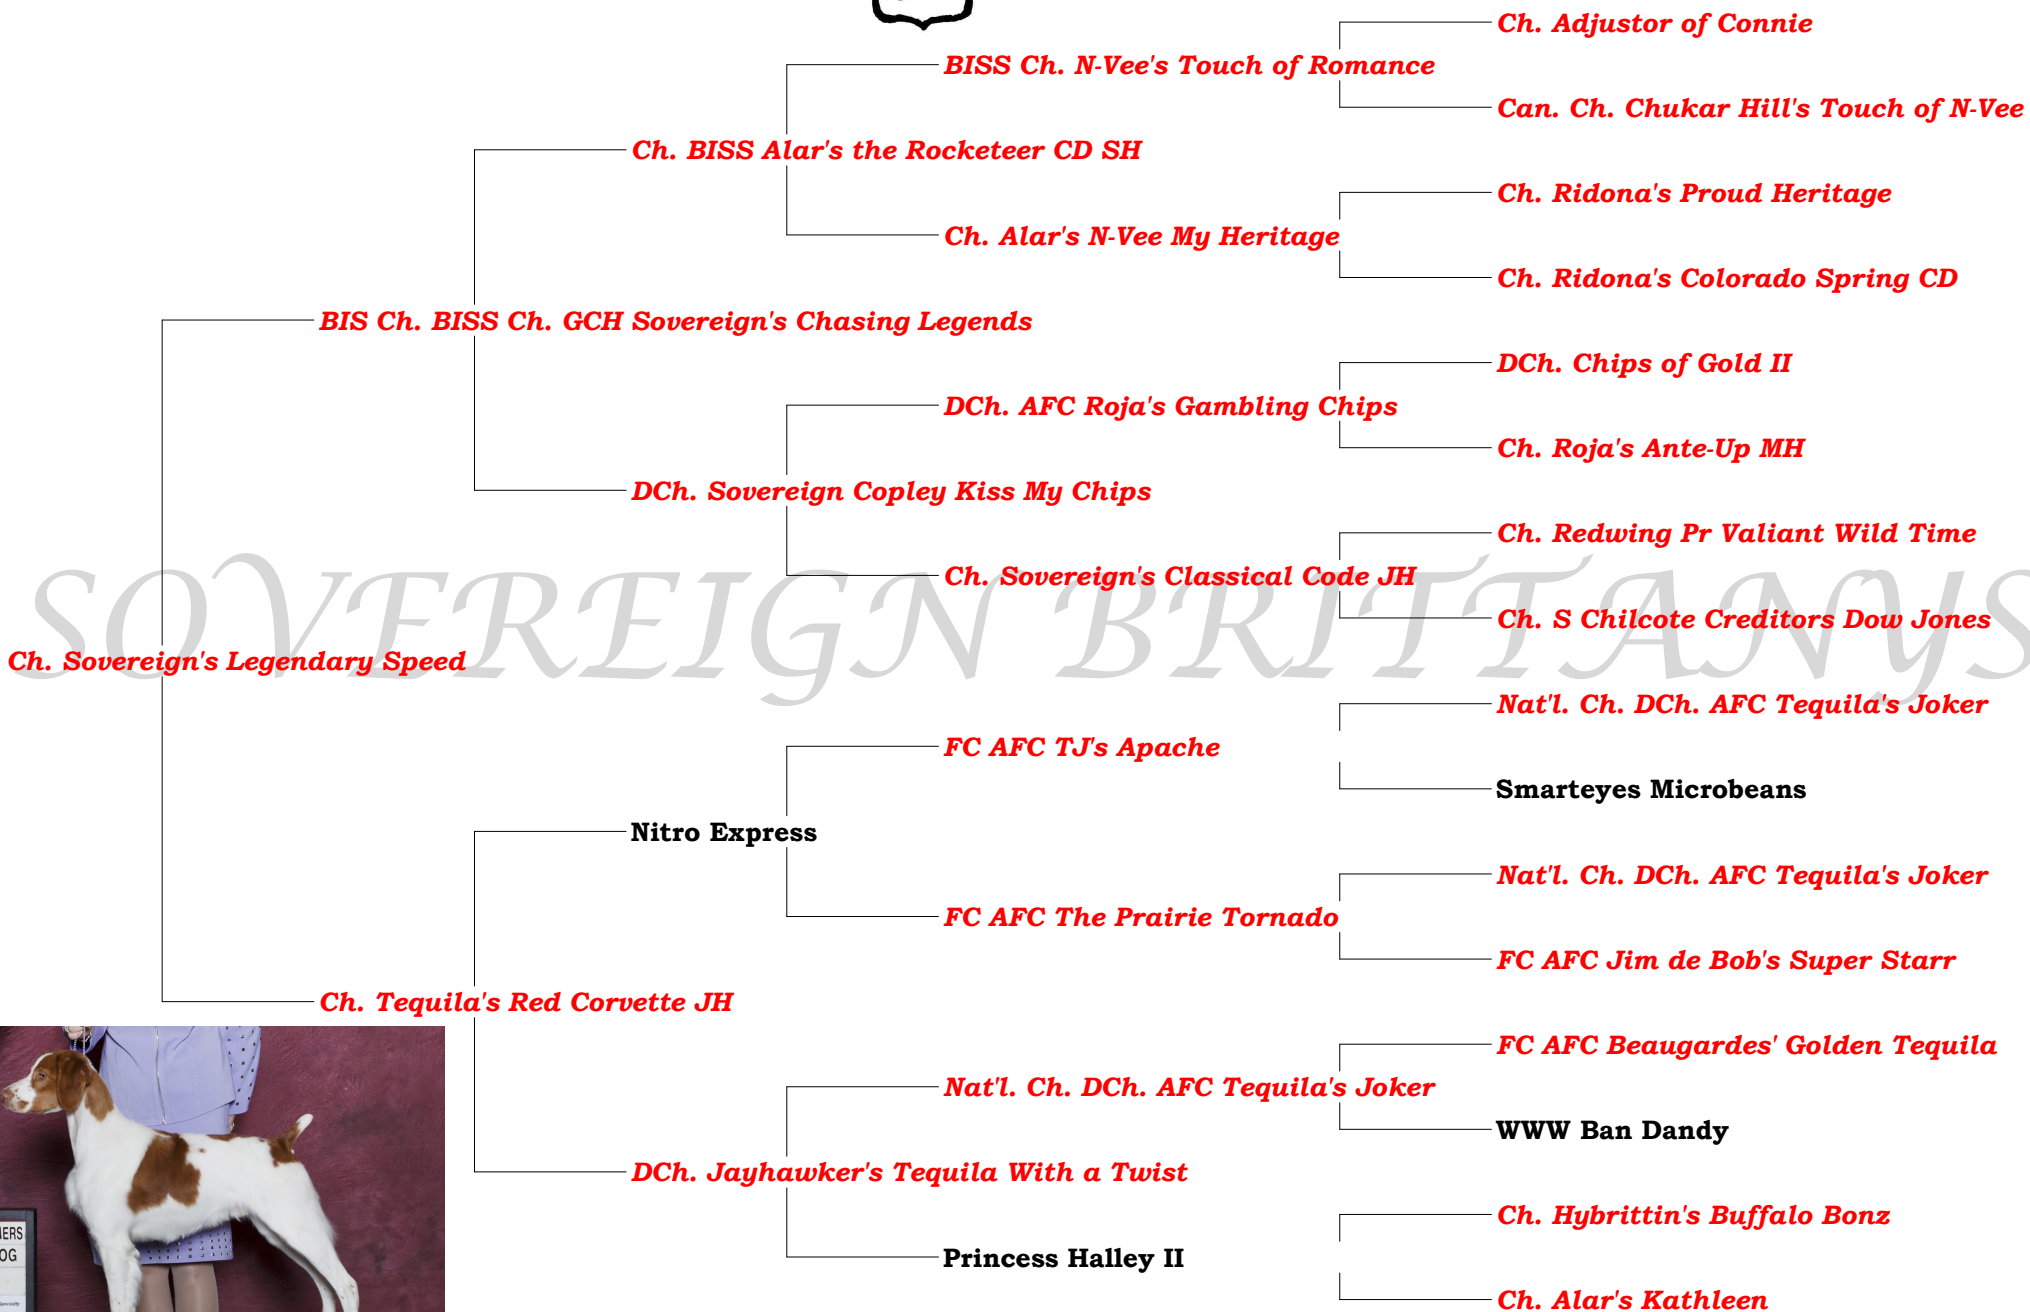 Ch. Adjustor of Connie
BISS Ch. N-Vee's Touch of Romance
Can. Ch. Chukar Hill's Touch of N-Vee
Ch. BISS Alar's the Rocketeer CD SH
Ch. Ridona's Proud Heritage
Ch. Alar's N-Vee My Heritage
Ch. Ridona's Colorado Spring CD
BIS Ch. BISS Ch. GCH Sovereign's Chasing Legends
DCh. Chips of Gold II
DCh. AFC Roja's Gambling Chips
Ch. Roja's Ante-Up MH
DCh. Sovereign Copley Kiss My Chips
Ch. Redwing Pr Valiant Wild Time
Ch. Sovereign's Classical Code JH
Ch. S Chilcote Creditors Dow Jones
SOVEREIGN BRITTANYS
Ch. Sovereign's Legendary Speed
Nat'l. Ch. DCh. AFC Tequila's Joker
FC AFC TJ's Apache
Smarteyes Microbeans
Nitro Express
Nat'l. Ch. DCh. AFC Tequila's Joker
FC AFC The Prairie Tornado
FC AFC Jim de Bob's Super Starr
Ch. Tequila's Red Corvette JH
FC AFC Beaugardes' Golden Tequila
Nat'l. Ch. DCh. AFC Tequila's Joker
WWW Ban Dandy
DCh. Jayhawker's Tequila With a Twist
Ch. Hybrittin's Buffalo Bonz
Princess Halley II
Ch. Alar's Kathleen